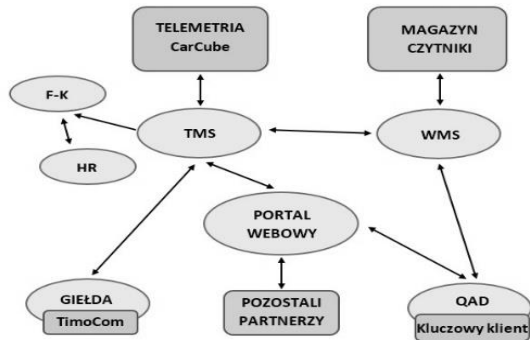 TELEMETRIA
CarCube
MAGAZYN
CZYTNIKI
F-K
TMS
WMS
HR
PORTAL
WEBOWY
GIEŁDA
TimoCom
POZOSTALI
PARTNERZY
QAD
Kluczowy klient